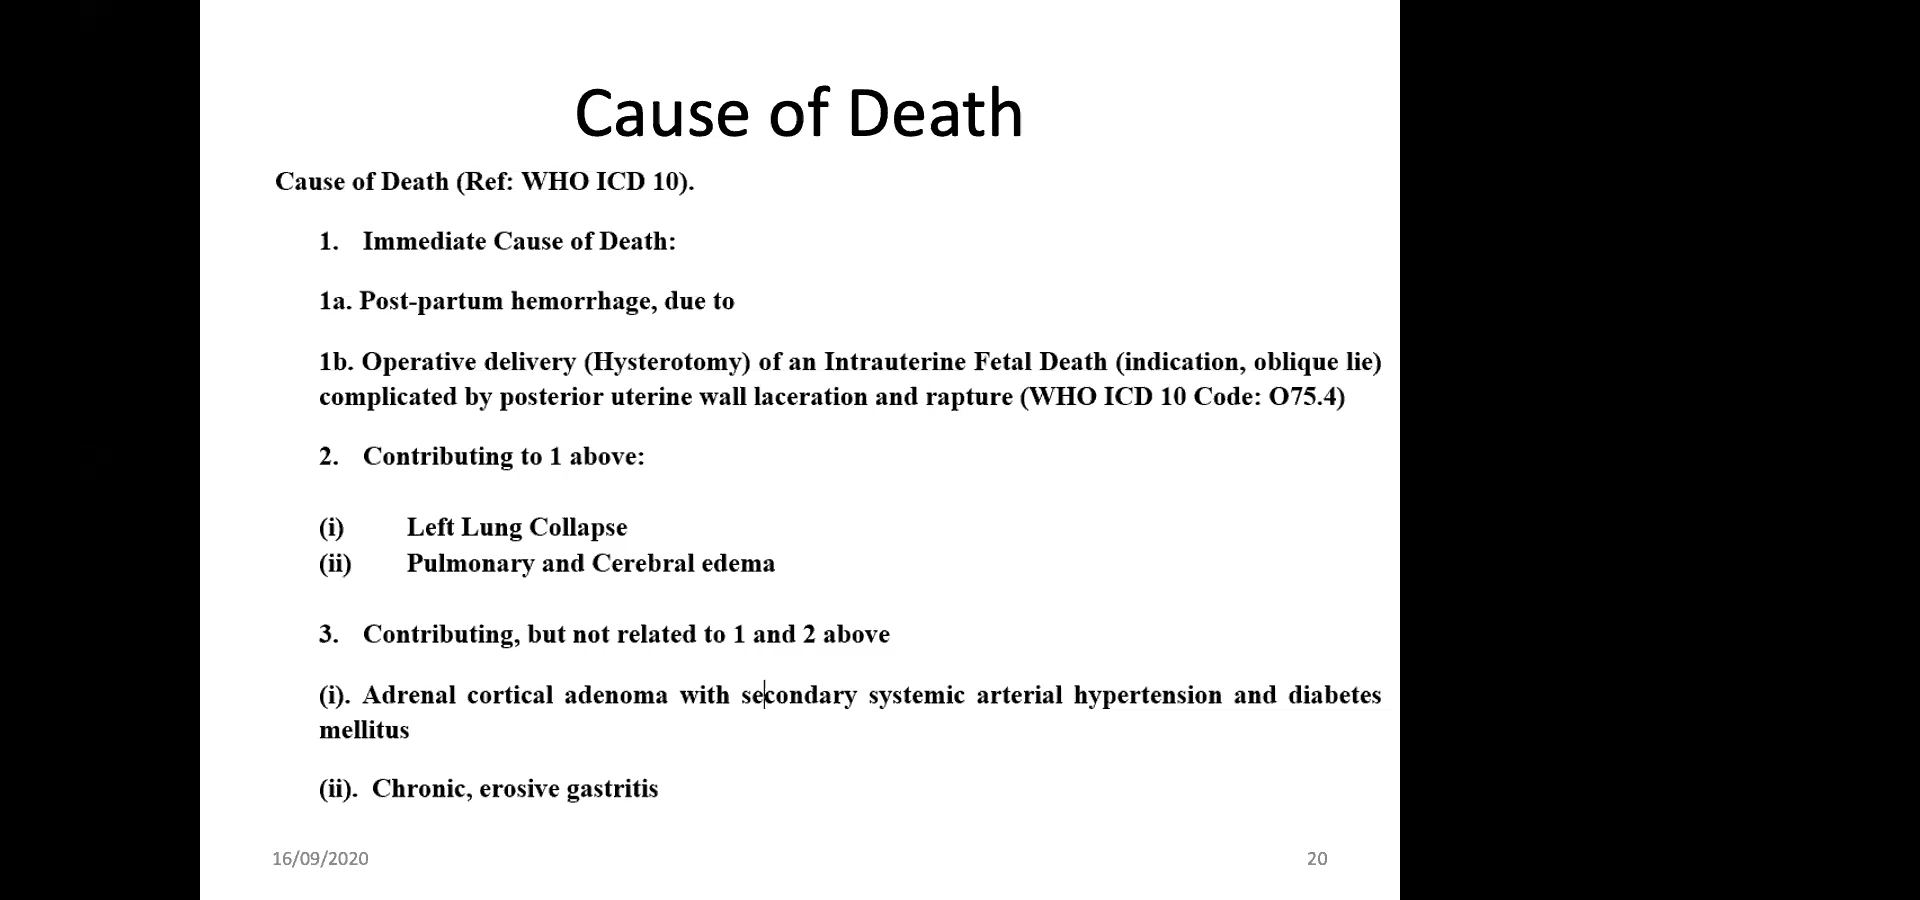 Cause of Death
Cause of Death (Ref: WHO ICD 10).
1. Immediate Cause of Death:
1a. Post-partum hemorrhage, due to
1b. Operative delivery (Hysterotomy) of an Intrauterine Fetal Death (indication, oblique lie)
complicated by posterior uterine wall laceration and rapture (WHO ICD 10 Code: O75.4)
2. Contributing to 1 above:
(i) Left Lung Collapse
(ii) Pulmonary and Cerebral edema
3. Contributing, but not related to 1 and 2 above
(i). Adrenal cortical adenoma with secondary systemic arterial hypertension and diabetes
mellitus
(ii). Chronic, erosive gastritis
16/09/2020 20